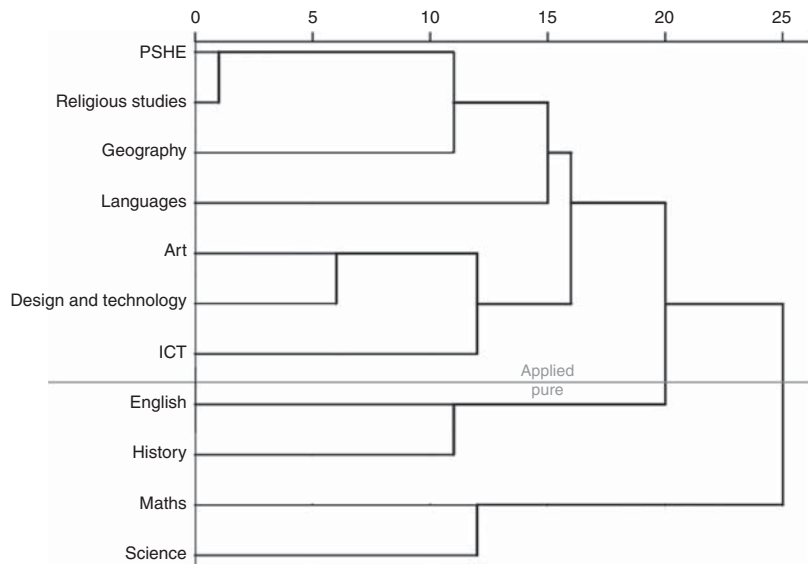 0 5 10 15 20 25
PSHE
Religious studies
Geography
Languages
Art
Design and technology
ICT
Applied
pure
English
History
Maths
Science